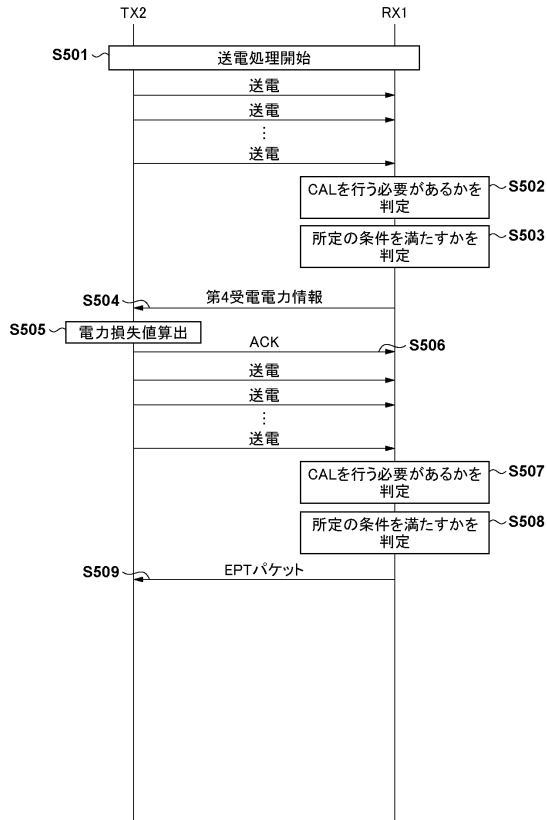 TX2
RX1
S501
送電処理開始
送電
送電
⋮
送電
CALを行う必要があるかを
判定
S502
所定の条件を満たすかを
判定
S503
S504
第4受電電力情報
S505
電力損失値算出
ACK
S506
送電
送電
⋮
送電
CALを行う必要があるかを
判定
S507
所定の条件を満たすかを
判定
S508
S509
EPTパケット